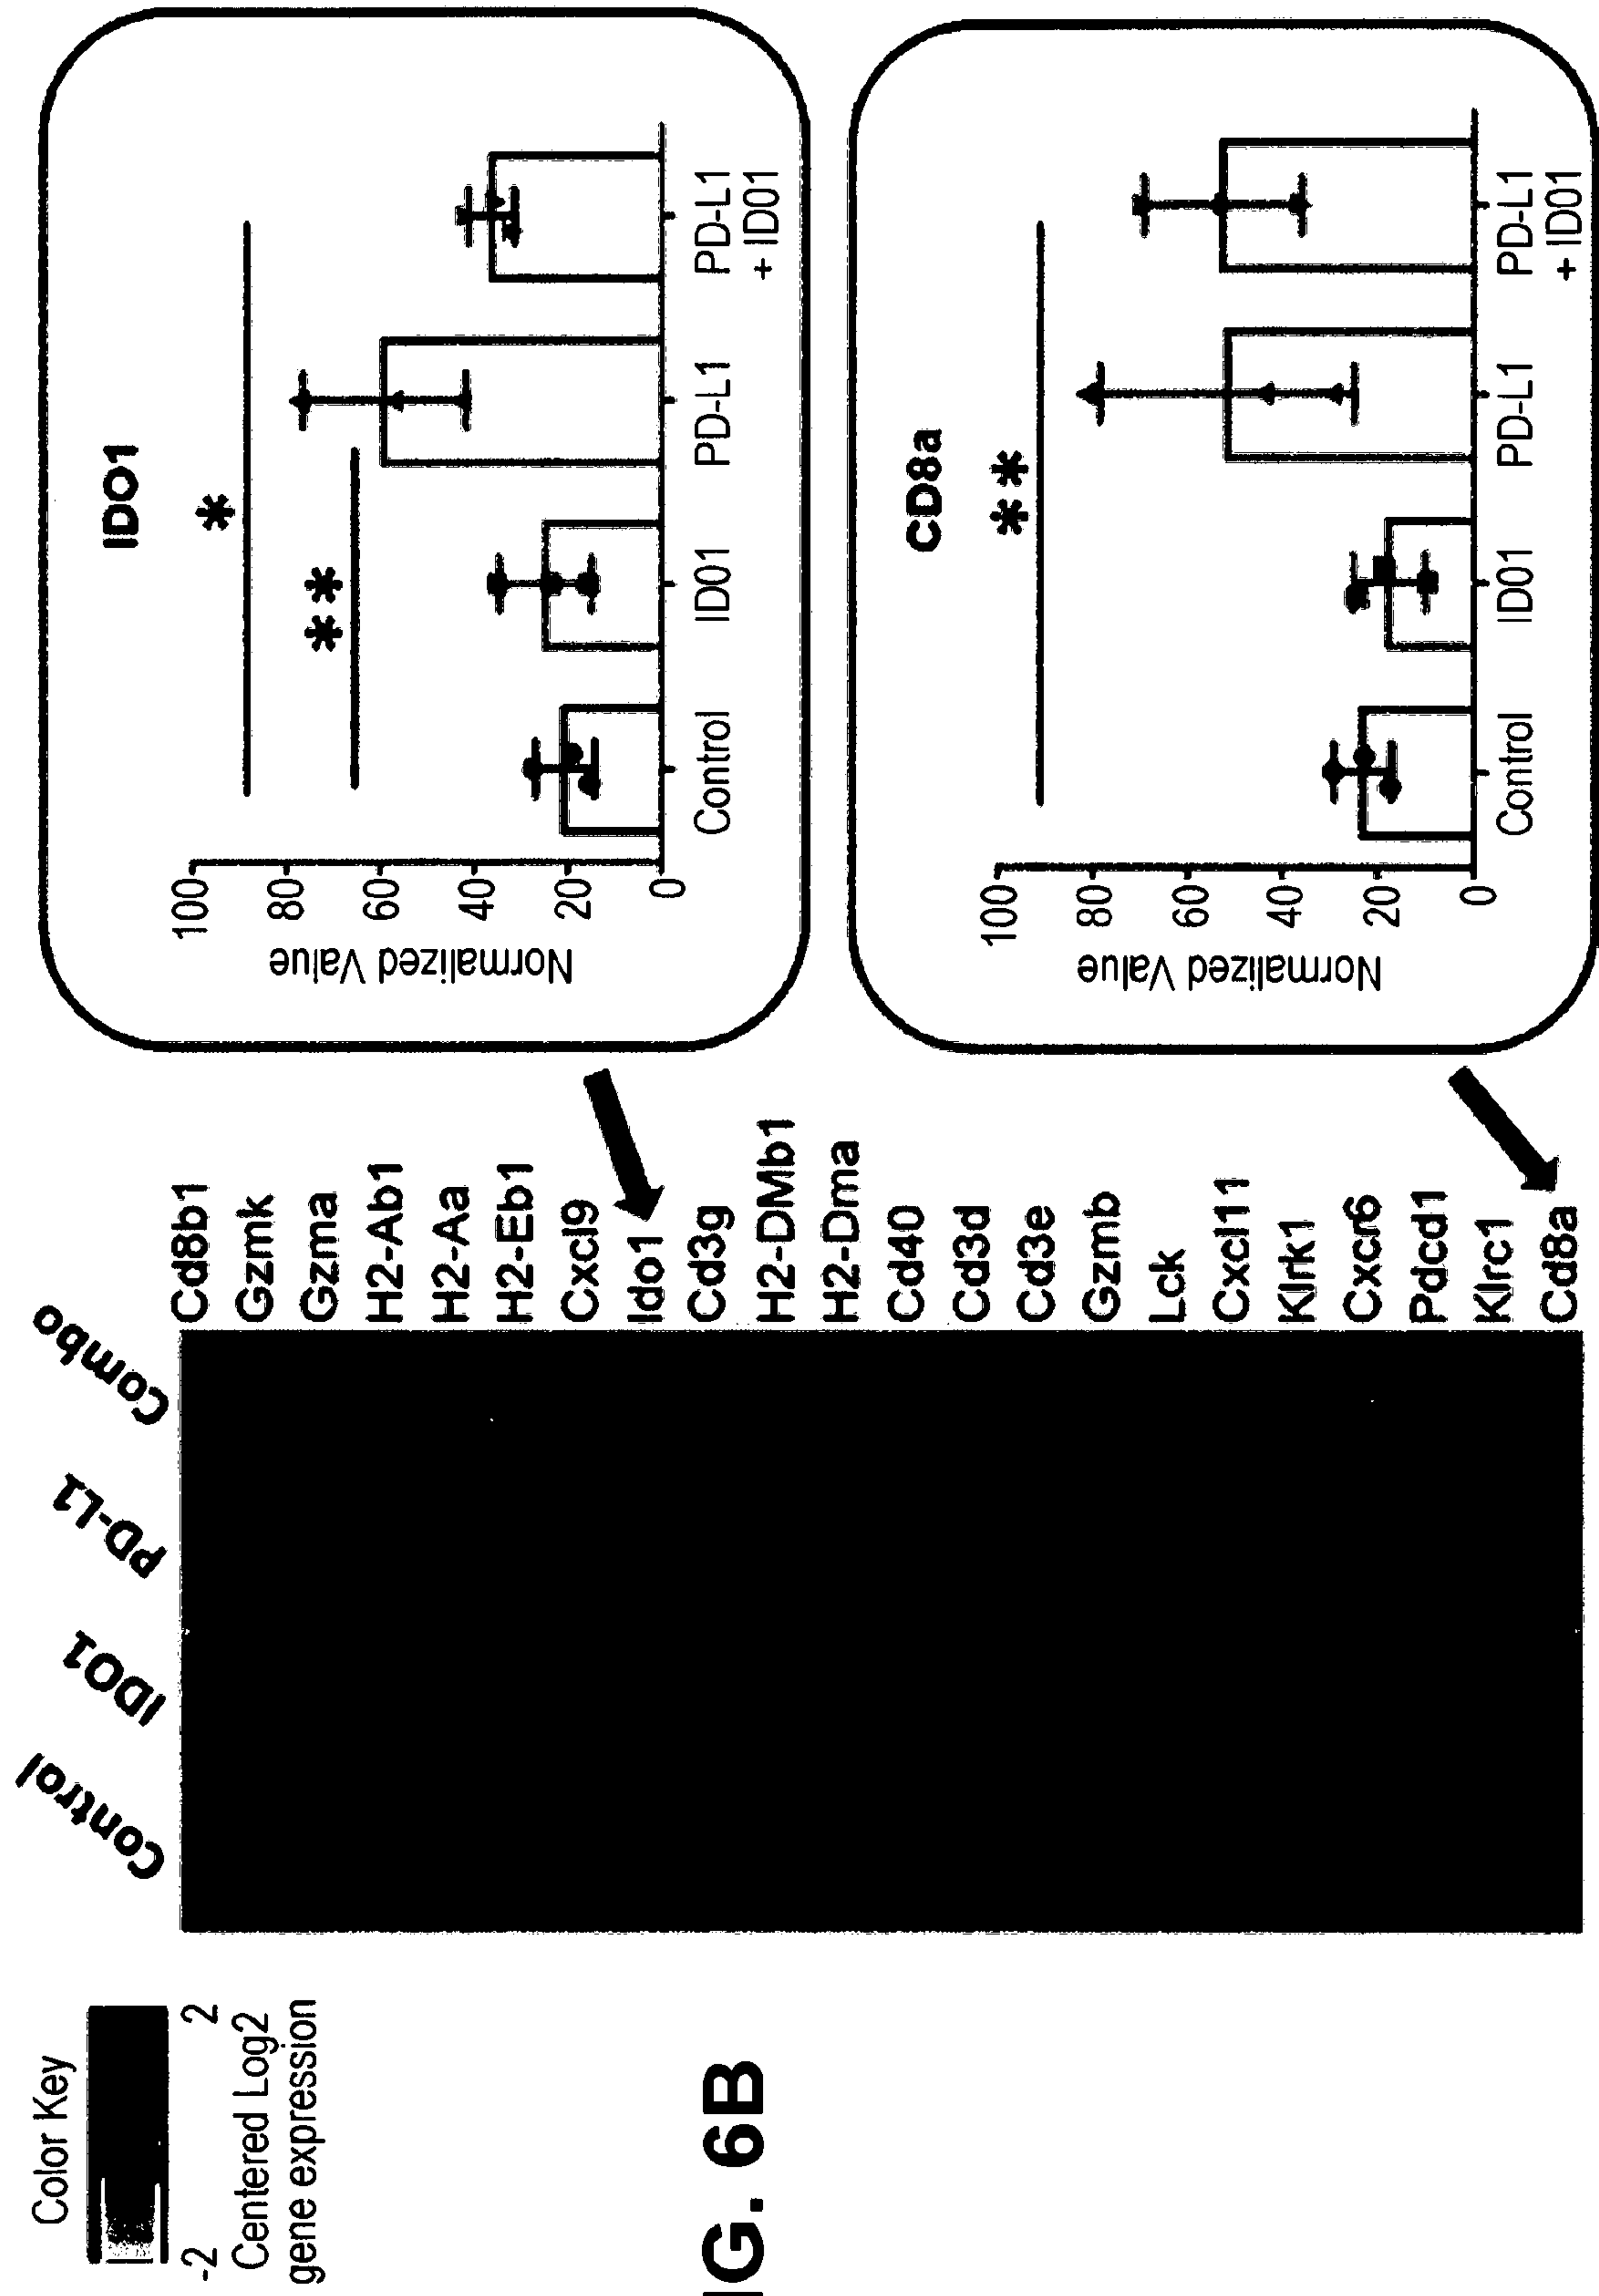 Color Key
-2 2
Centered Log2
gene expression
Control IDO1 PD-L1 Combo
Cd8b1
Gzmk
Gzma
H2-Ab1
H2-Aa
H2-Eb1
Cxcl9
Ido1
Cd3g
H2-DMb1
H2-Dma
Cd40
Cd3d
Cd3e
Gzmb
Lck
Cxcl11
Klrk1
Cxcr6
Pdcd1
Klrc1
Cd8a
IDO1
Normalized Value
100
80
60
40
20
0
*
**
Control ID01 PD-L1 PD-L1
+ ID01
CD8a
Normalized Value
100
80
60
40
20
0
**
Control ID01 PD-L1 PD-L1
+ ID01
IG. 6B